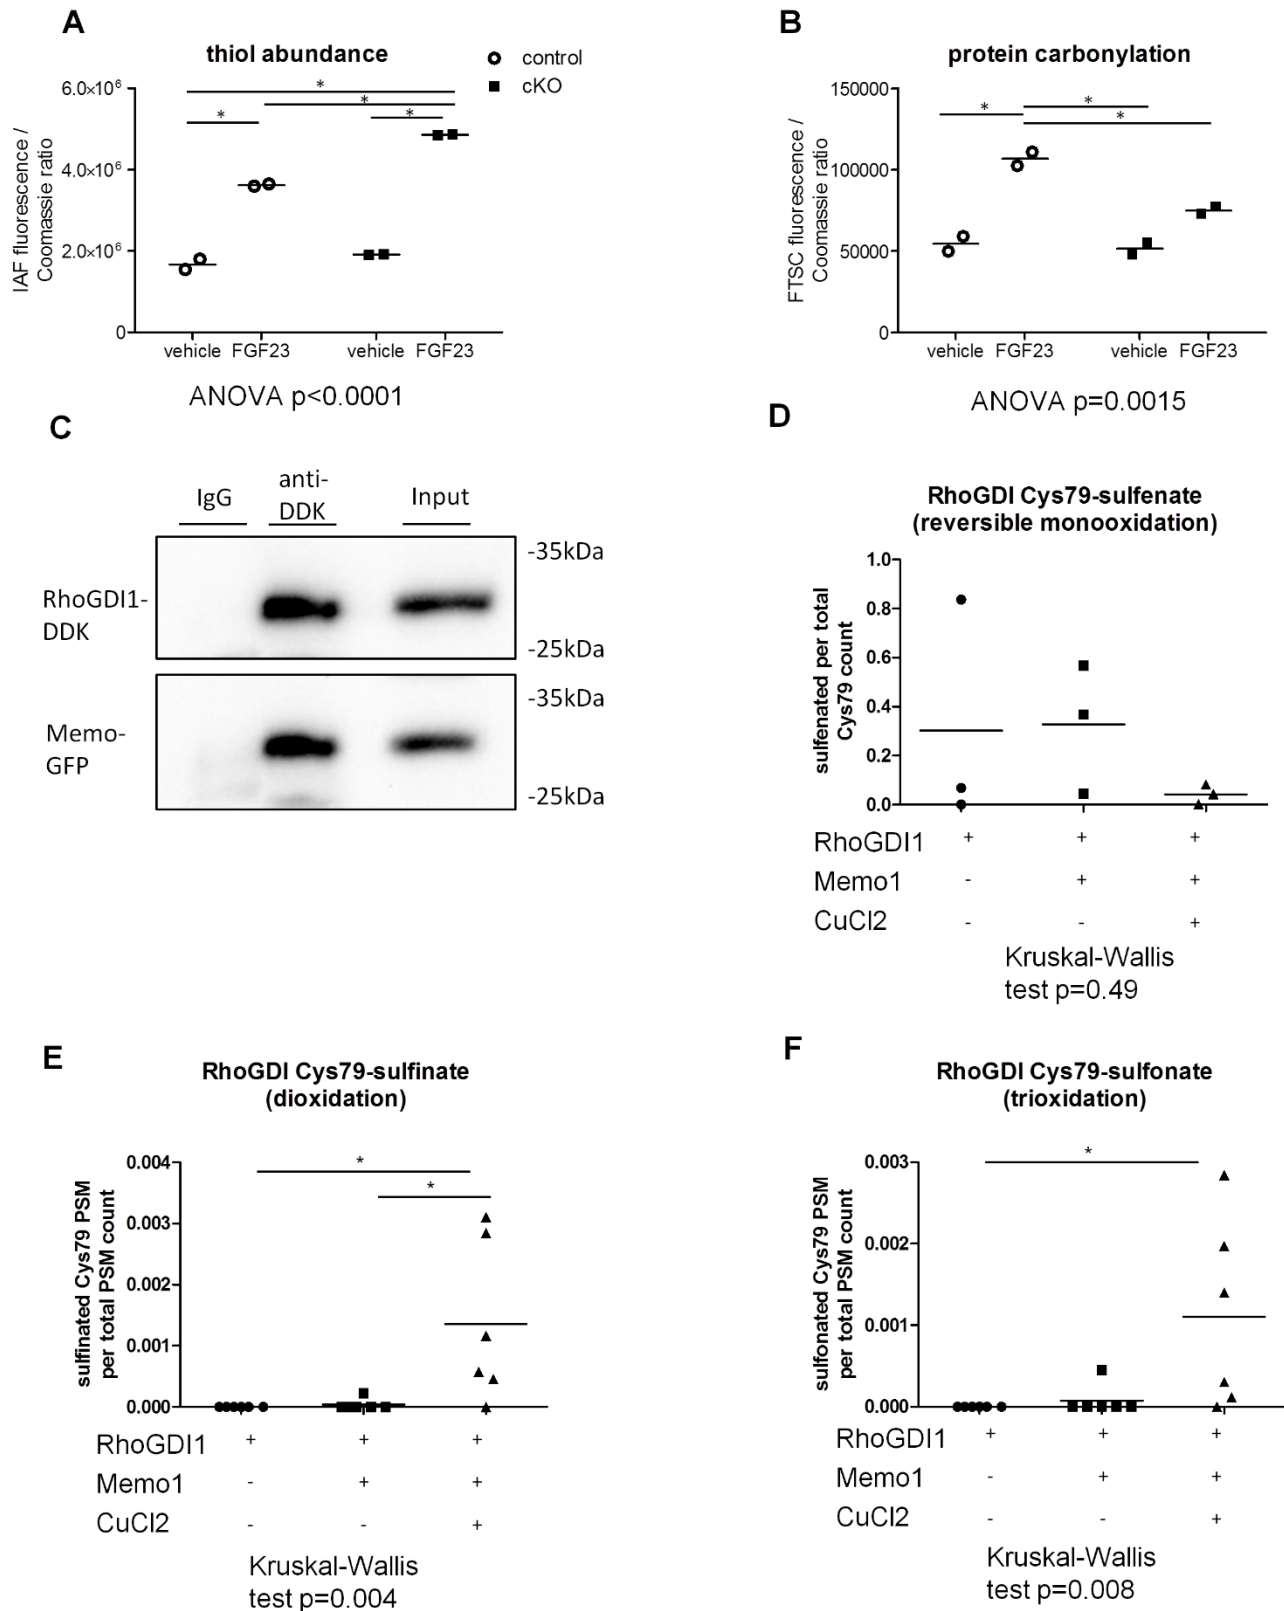 A
thiol abundance
control
cKO
IAF fluorescence /
Coomassie ratio
6.0×10⁶
4.0×10⁶
2.0×10⁶
0
*
*
*
*
vehicle FGF23 vehicle FGF23
ANOVA p<0.0001
B
protein carbonylation
FTSC fluorescence /
Coomassie ratio
150000
100000
50000
0
*
*
*
vehicle FGF23 vehicle FGF23
ANOVA p=0.0015
C
IgG anti-DDK Input
RhoGDI1-
DDK
-35kDa
-25kDa
Memo-
GFP
-35kDa
-25kDa
D
RhoGDI Cys79-sulfenate
(reversible monooxidation)
sulfenated per total
Cys79 count
1.0
0.8
0.6
0.4
0.2
0.0
RhoGDI1 + + +
Memo1 - + +
CuCl2 - - +
Kruskal-Wallis
test p=0.49
E
RhoGDI Cys79-sulfinate
(dioxidation)
sulfinated Cys79 PSM
per total PSM count
0.004
0.003
0.002
0.001
0.000
*
*
RhoGDI1 + + +
Memo1 - + +
CuCl2 - - +
Kruskal-Wallis
test p=0.004
F
RhoGDI Cys79-sulfonate
(trioxidation)
sulfonated Cys79 PSM
per total PSM count
0.003
0.002
0.001
0.000
*
RhoGDI1 + + +
Memo1 - + +
CuCl2 - - +
Kruskal-Wallis
test p=0.008